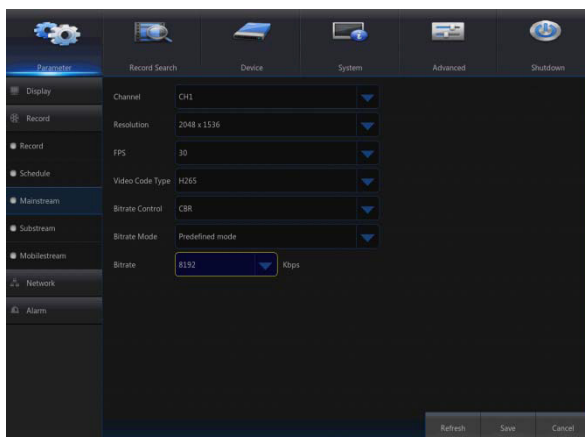 Parameter
Record Search
Device
System
Advanced
Shutdown
Display
Record
Record
Schedule
Mainstream
Substream
Mobilestream
Network
Alarm
Channel CH1
Resolution 2048 x 1536
FPS 30
Video Code Type H265
Bitrate Control CBR
Bitrate Mode Predefined mode
Bitrate 8192 Kbps
Refresh Save Cancel